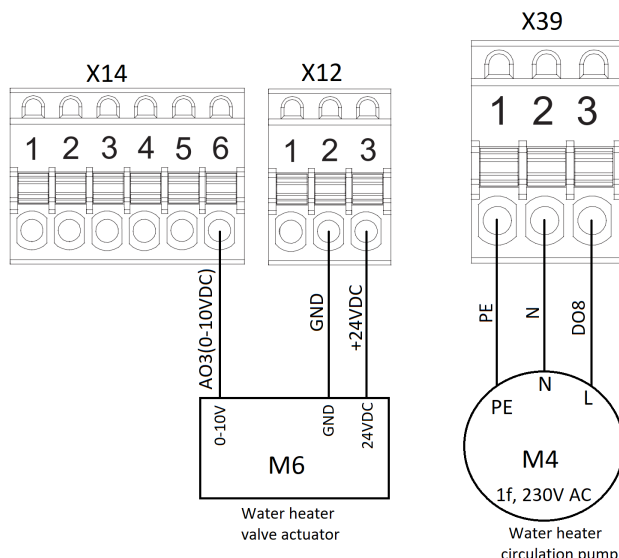 X14
X12
X39
1 2 3 4 5 6
1 2 3
1 2 3
AO3(0-10VDC)
GND
+24VDC
PE
N
DO8
0-10V
GND
24VDC
M6
Water heater
valve actuator
PE
N
L
M4
1f, 230V AC
Water heater
circulation pump